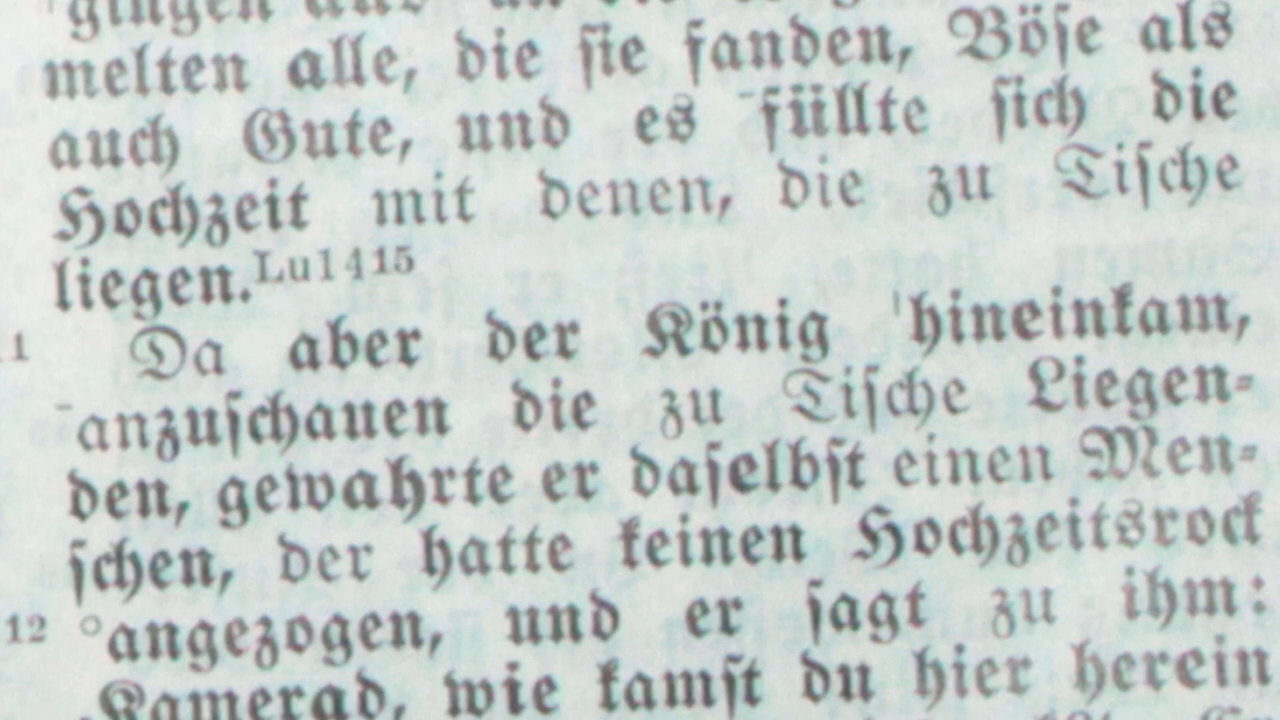 melten alle, die sie fanden, Böse als
auch Gute, und es ⁻füllte sich die
Hochzeit mit denen, die zu Tische
liegen.Lu1415
11 Da aber der König 'hineinkam,
⁻anzuschauen die zu Tische Liegen-
den, gewahrte er daselbst einen Men-
schen, der hatte keinen Hochzeitsrock
12 °angezogen, und er sagt zu ihm:
Kamerad, wie kamst du hier herein